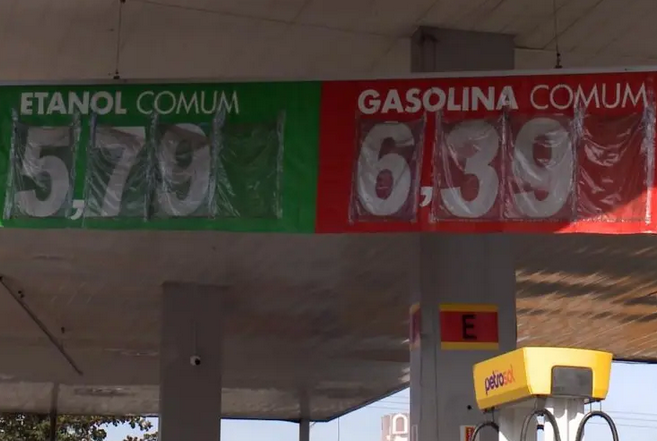 ETANOL COMUM
5,79
GASOLINA COMUM
6,39
E
petrosol